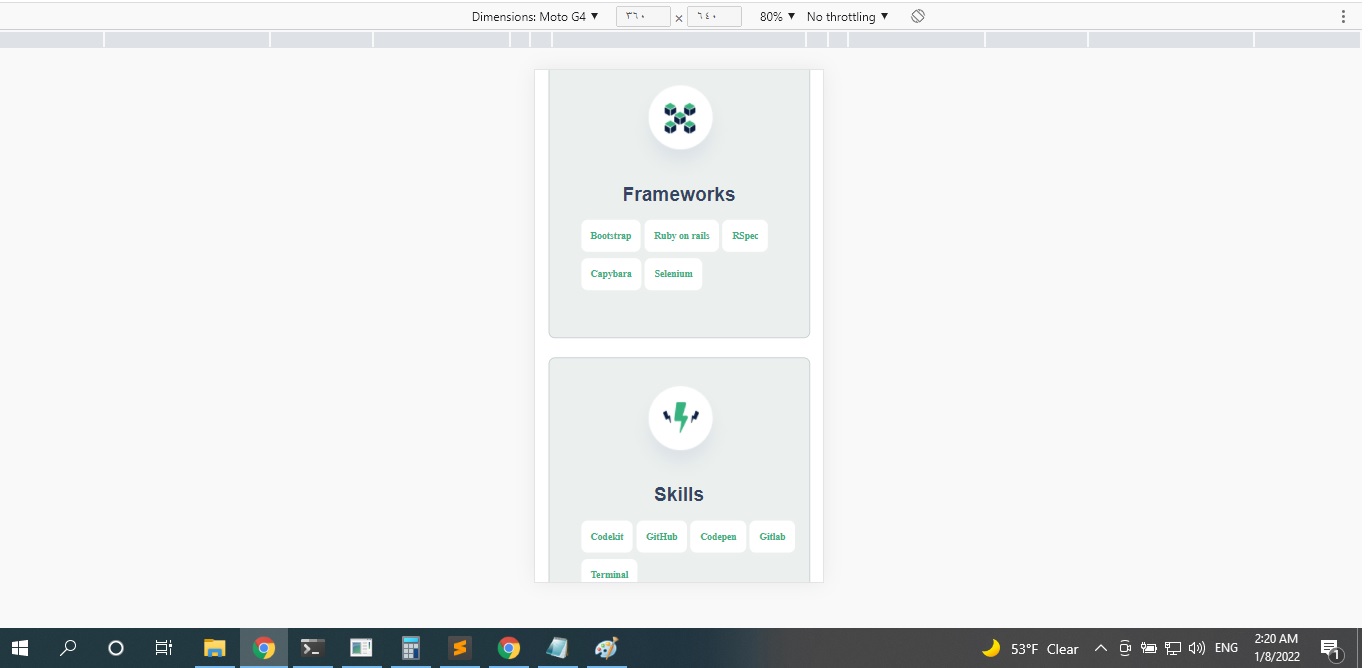 Dimensions: Moto G4 ▼ ٣٦٠ × ٦٤٠ 80% ▼ No throttling ▼
Frameworks
Bootstrap Ruby on rails RSpec
Capybara Selenium
Skills
Codekit GitHub Codepen Gitlab
Terminal
53°F Clear ENG 2:20 AM
1/8/2022
1